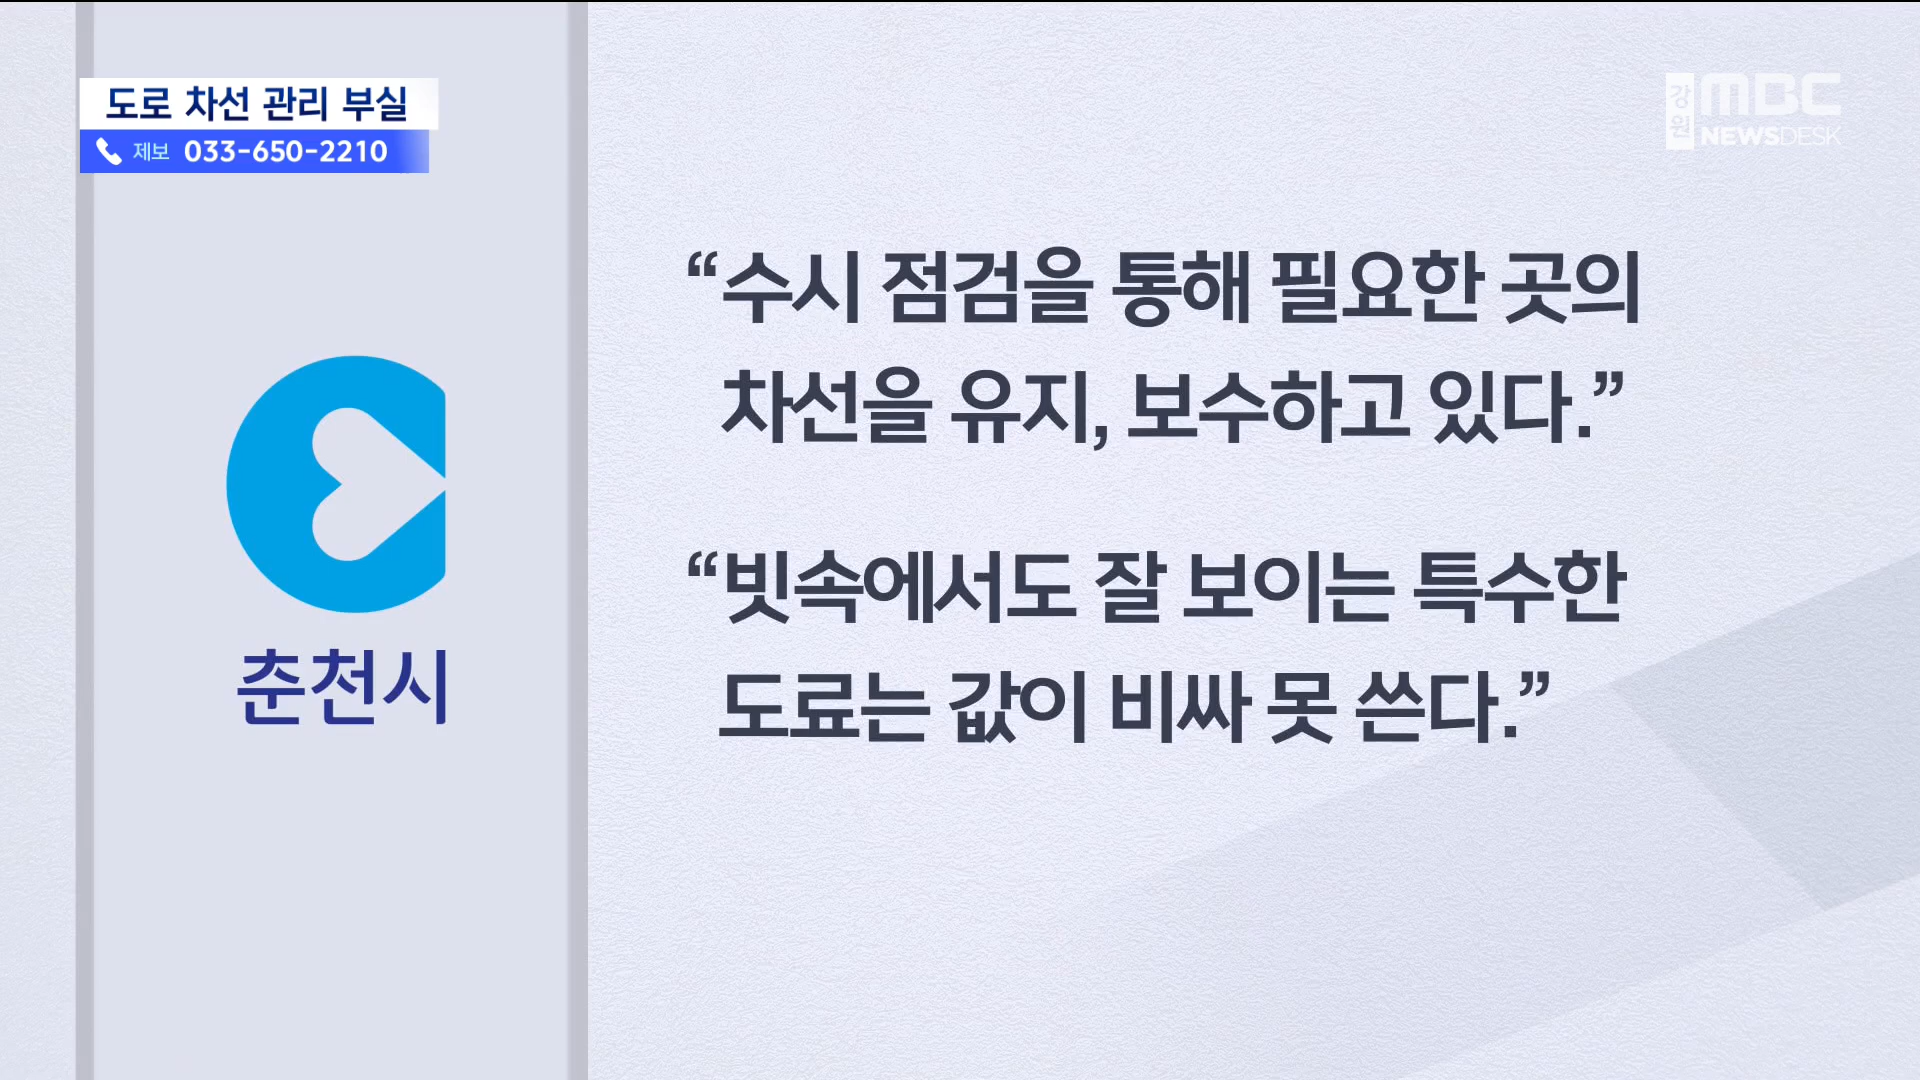 도로 차선 관리 부실
제보 033-650-2210
강원 MBC
NEWSDESK
“수시 점검을 통해 필요한 곳의
차선을 유지, 보수하고 있다.”
“빗속에서도 잘 보이는 특수한
도료는 값이 비싸 못 쓴다.”
춘천시